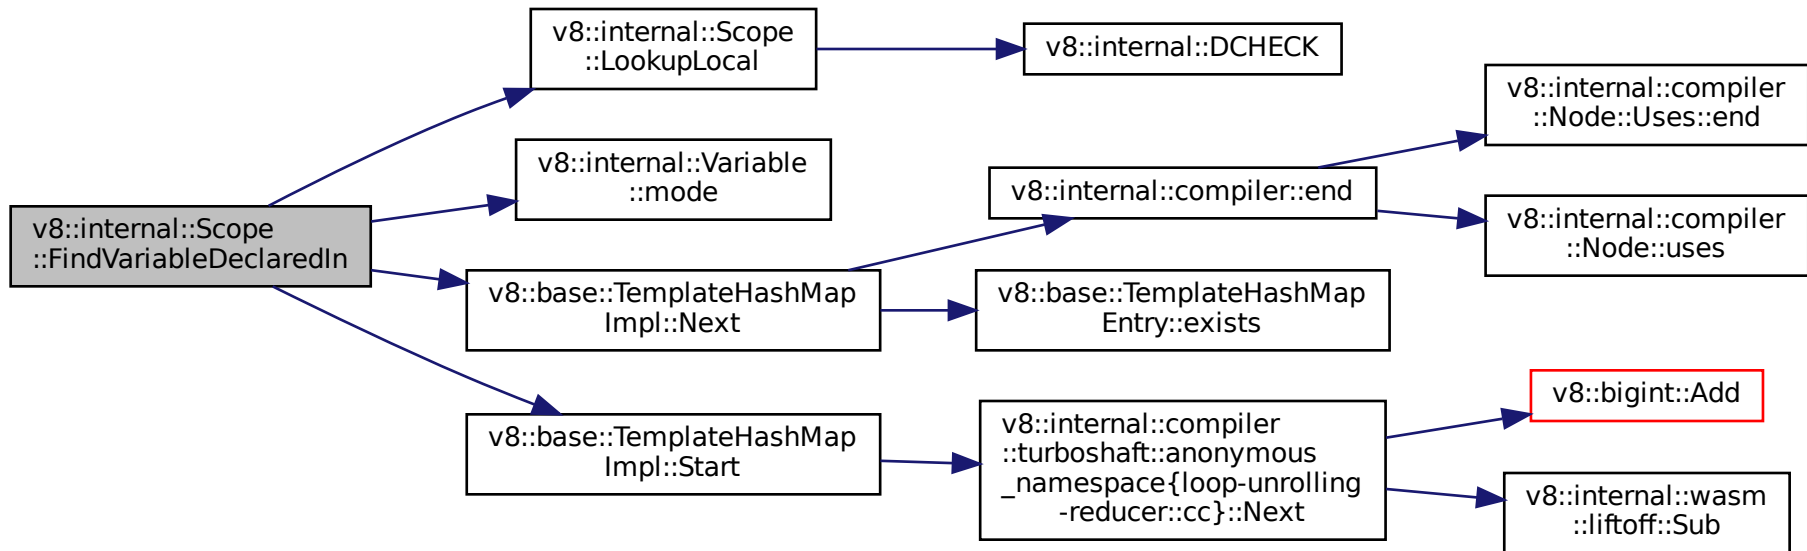 v8::internal::Scope
::FindVariableDeclaredIn
v8::internal::Scope
::LookupLocal
v8::internal::DCHECK
v8::internal::Variable
::mode
v8::base::TemplateHashMap
Impl::Next
v8::internal::compiler::end
v8::internal::compiler
::Node::Uses::end
v8::internal::compiler
::Node::uses
v8::base::TemplateHashMap
Entry::exists
v8::base::TemplateHashMap
Impl::Start
v8::internal::compiler
::turboshaft::anonymous
_namespace{loop-unrolling
-reducer::cc}::Next
v8::bigint::Add
v8::internal::wasm
::liftoff::Sub